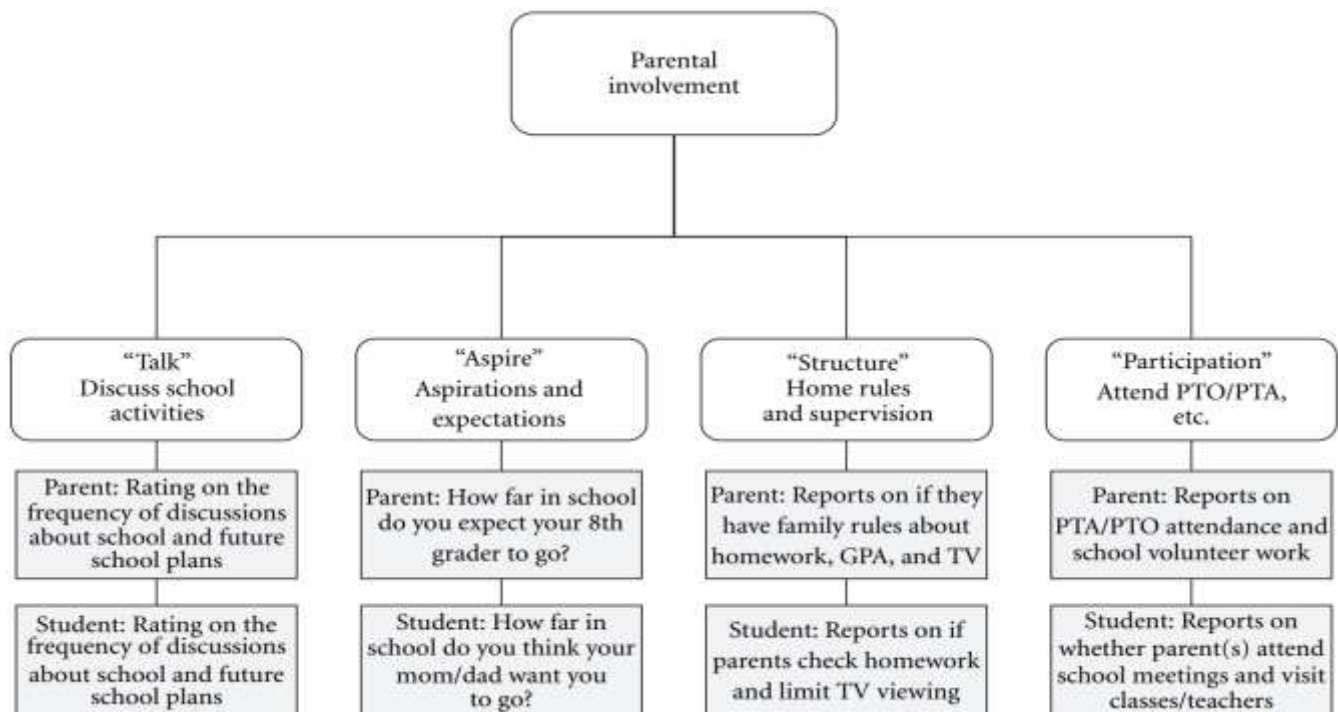 Parental
involvement
“Talk”
Discuss school
activities
“Aspire”
Aspirations and
expectations
“Structure”
Home rules
and supervision
“Participation”
Attend PTO/PTA,
etc.
Parent: Rating on the
frequency of discussions
about school and future
school plans
Parent: How far in school
do you expect your 8th
grader to go?
Parent: Reports on if they
have family rules about
homework, GPA, and TV
Parent: Reports on
PTA/PTO attendance and
school volunteer work
Student: Rating on the
frequency of discussions
about school and future
school plans
Student: How far in
school do you think your
mom/dad want you
to go?
Student: Reports on if
parents check homework
and limit TV viewing
Student: Reports on
whether parent(s) attend
school meetings and visit
classes/teachers